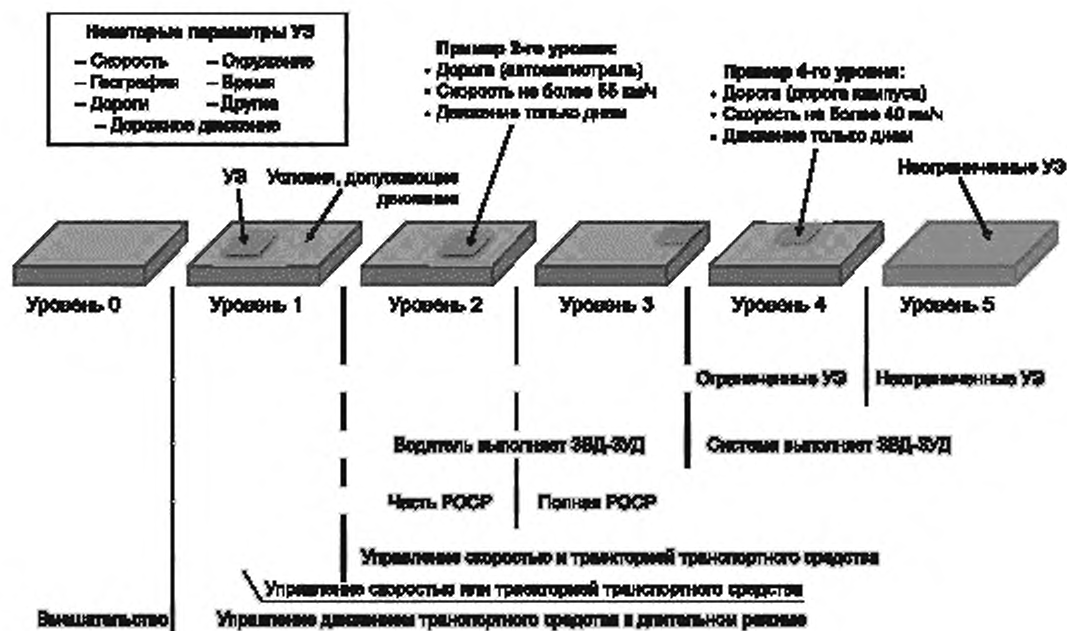 Некоторые параметры УЭ
– Скорость – Окружение
– География – Время
– Дороги – Другие
– Дорожное движение
Пример 2-го уровня:
• Дорога (автомагистраль)
• Скорость не более 55 км/ч
• Движение только днем
Пример 4-го уровня:
• Дорога (дорога кампуса)
• Скорость не более 40 км/ч
• Движение только днем
УЭ
Условия, допускающие
движение
Неограниченные УЭ
Уровень 0
Уровень 1
Уровень 2
Уровень 3
Уровень 4
Уровень 5
Ограниченные УЭ
Неограниченные УЭ
Водитель выполняет ЗВД-ЗУД
Система выполняет ЗВД-ЗУД
Часть РОСР
Полная РОСР
Управление скоростью и траекторией транспортного средства
Управление скоростью или траекторией транспортного средства
Вмешательство
Управление движением транспортного средства в длительном режиме